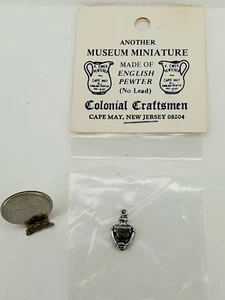 ANOTHER
MUSEUM MINIATURE
MADE OF
ENGLISH
PEWTER
(No Lead)
Colonial Craftsmen
CAPE MAY, NEW JERSEY 08204